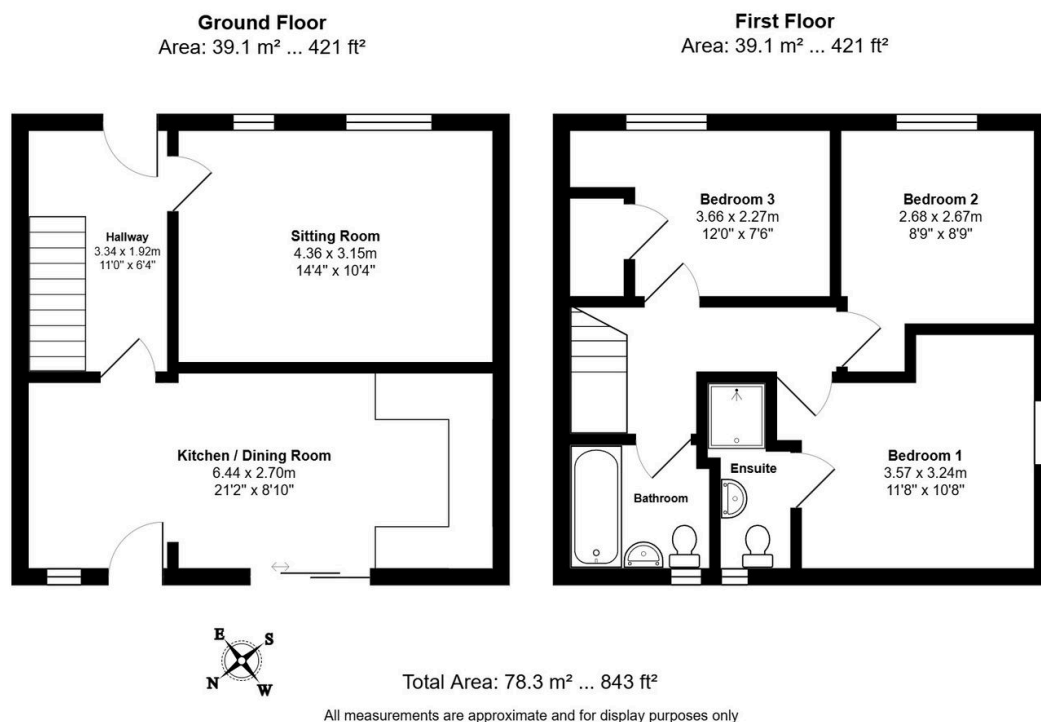 Ground Floor
Area: 39.1 m² ... 421 ft²
First Floor
Area: 39.1 m² ... 421 ft²
Hallway
3.34 x 1.92m
11'0" x 6'4"
Sitting Room
4.36 x 3.15m
14'4" x 10'4"
Kitchen / Dining Room
6.44 x 2.70m
21'2" x 8'10"
Bedroom 3
3.66 x 2.27m
12'0" x 7'6"
Bedroom 2
2.68 x 2.67m
8'9" x 8'9"
Bedroom 1
3.57 x 3.24m
11'8" x 10'8"
Ensuite
Bathroom
E S
N W
Total Area: 78.3 m² ... 843 ft²
All measurements are approximate and for display purposes only